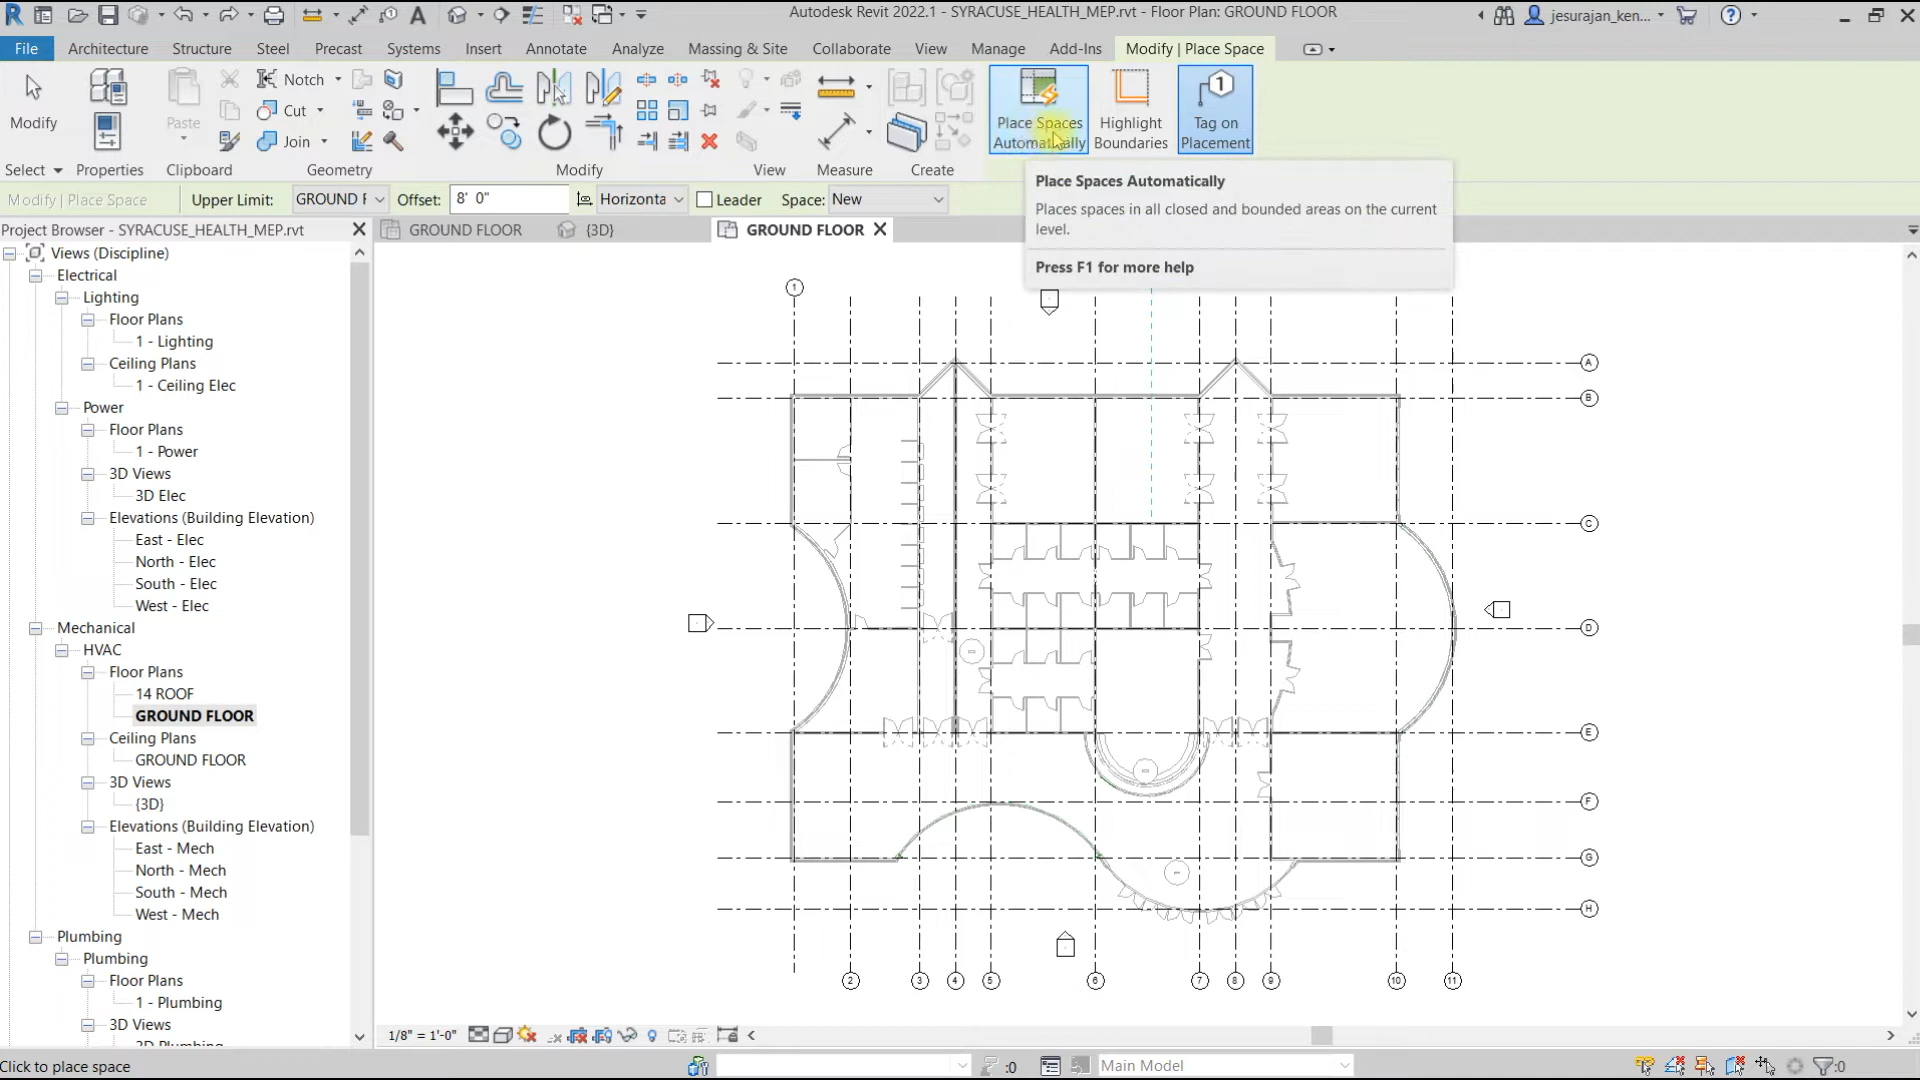 Autodesk Revit 2022.1 - SYRACUSE_HEALTH_MEP.rvt - Floor Plan: GROUND FLOOR
jesurajan_ken...
File
Architecture
Structure
Steel
Precast
Systems
Insert
Annotate
Analyze
Massing & Site
Collaborate
View
Manage
Add-Ins
Modify | Place Space
Modify
Paste
Notch
Cut
Join
Place Spaces
Automatically
Highlight
Boundaries
Tag on
Placement
Select
Properties
Clipboard
Geometry
Modify
View
Measure
Create
Modify | Place Space
Upper Limit:
GROUND F
Offset:
8' 0"
Horizonta
Leader
Space:
New
Place Spaces Automatically
Places spaces in all closed and bounded areas on the current
level.
Press F1 for more help
Project Browser - SYRACUSE_HEALTH_MEP.rvt
GROUND FLOOR
{3D}
GROUND FLOOR
Views (Discipline)
Electrical
Lighting
Floor Plans
1 - Lighting
Ceiling Plans
1 - Ceiling Elec
Power
Floor Plans
1 - Power
3D Views
3D Elec
Elevations (Building Elevation)
East - Elec
North - Elec
South - Elec
West - Elec
Mechanical
HVAC
Floor Plans
14 ROOF
GROUND FLOOR
Ceiling Plans
GROUND FLOOR
3D Views
{3D}
Elevations (Building Elevation)
East - Mech
North - Mech
South - Mech
West - Mech
Plumbing
Plumbing
Floor Plans
1 - Plumbing
3D Views
3D Plumbing
1
A
B
C
D
E
F
G
H
2
3
4
5
6
7
8
9
10
11
1/8" = 1'-0"
Click to place space
:0
Main Model
:0